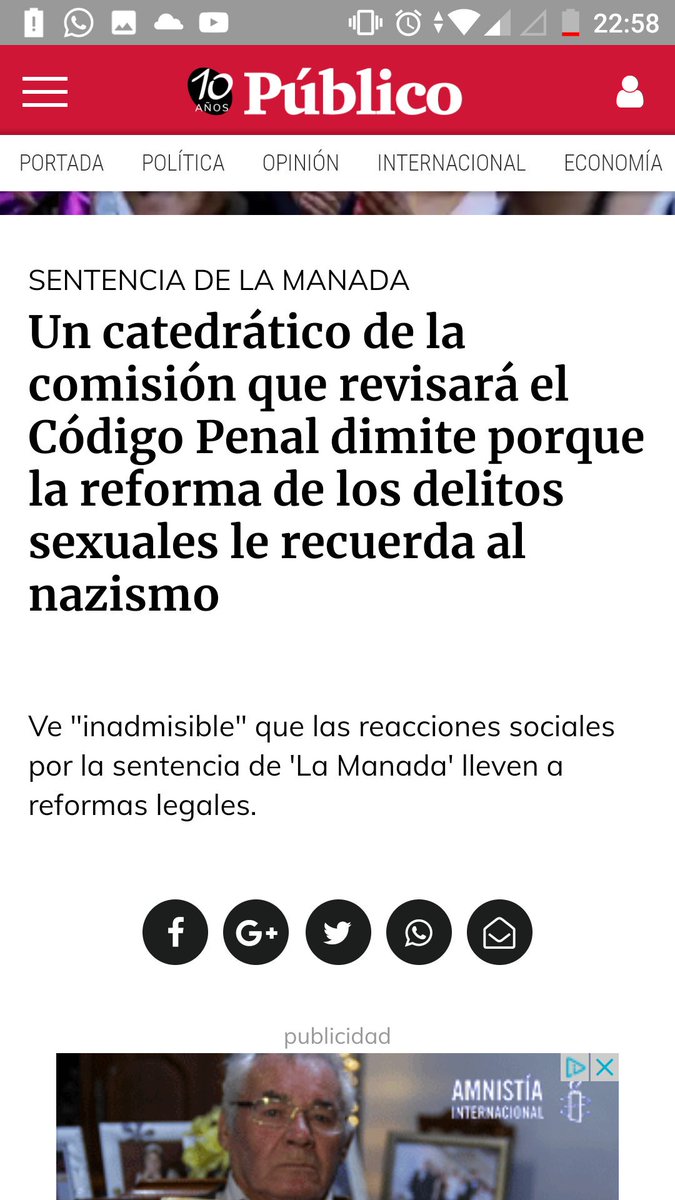 22:58
10
AÑOS
Público
PORTADA POLÍTICA OPINIÓN INTERNACIONAL ECONOMÍA
SENTENCIA DE LA MANADA
Un catedrático de la
comisión que revisará el
Código Penal dimite porque
la reforma de los delitos
sexuales le recuerda al
nazismo
Ve "inadmisible" que las reacciones sociales
por la sentencia de 'La Manada' lleven a
reformas legales.
G+
publicidad
AMNISTÍA
INTERNACIONAL